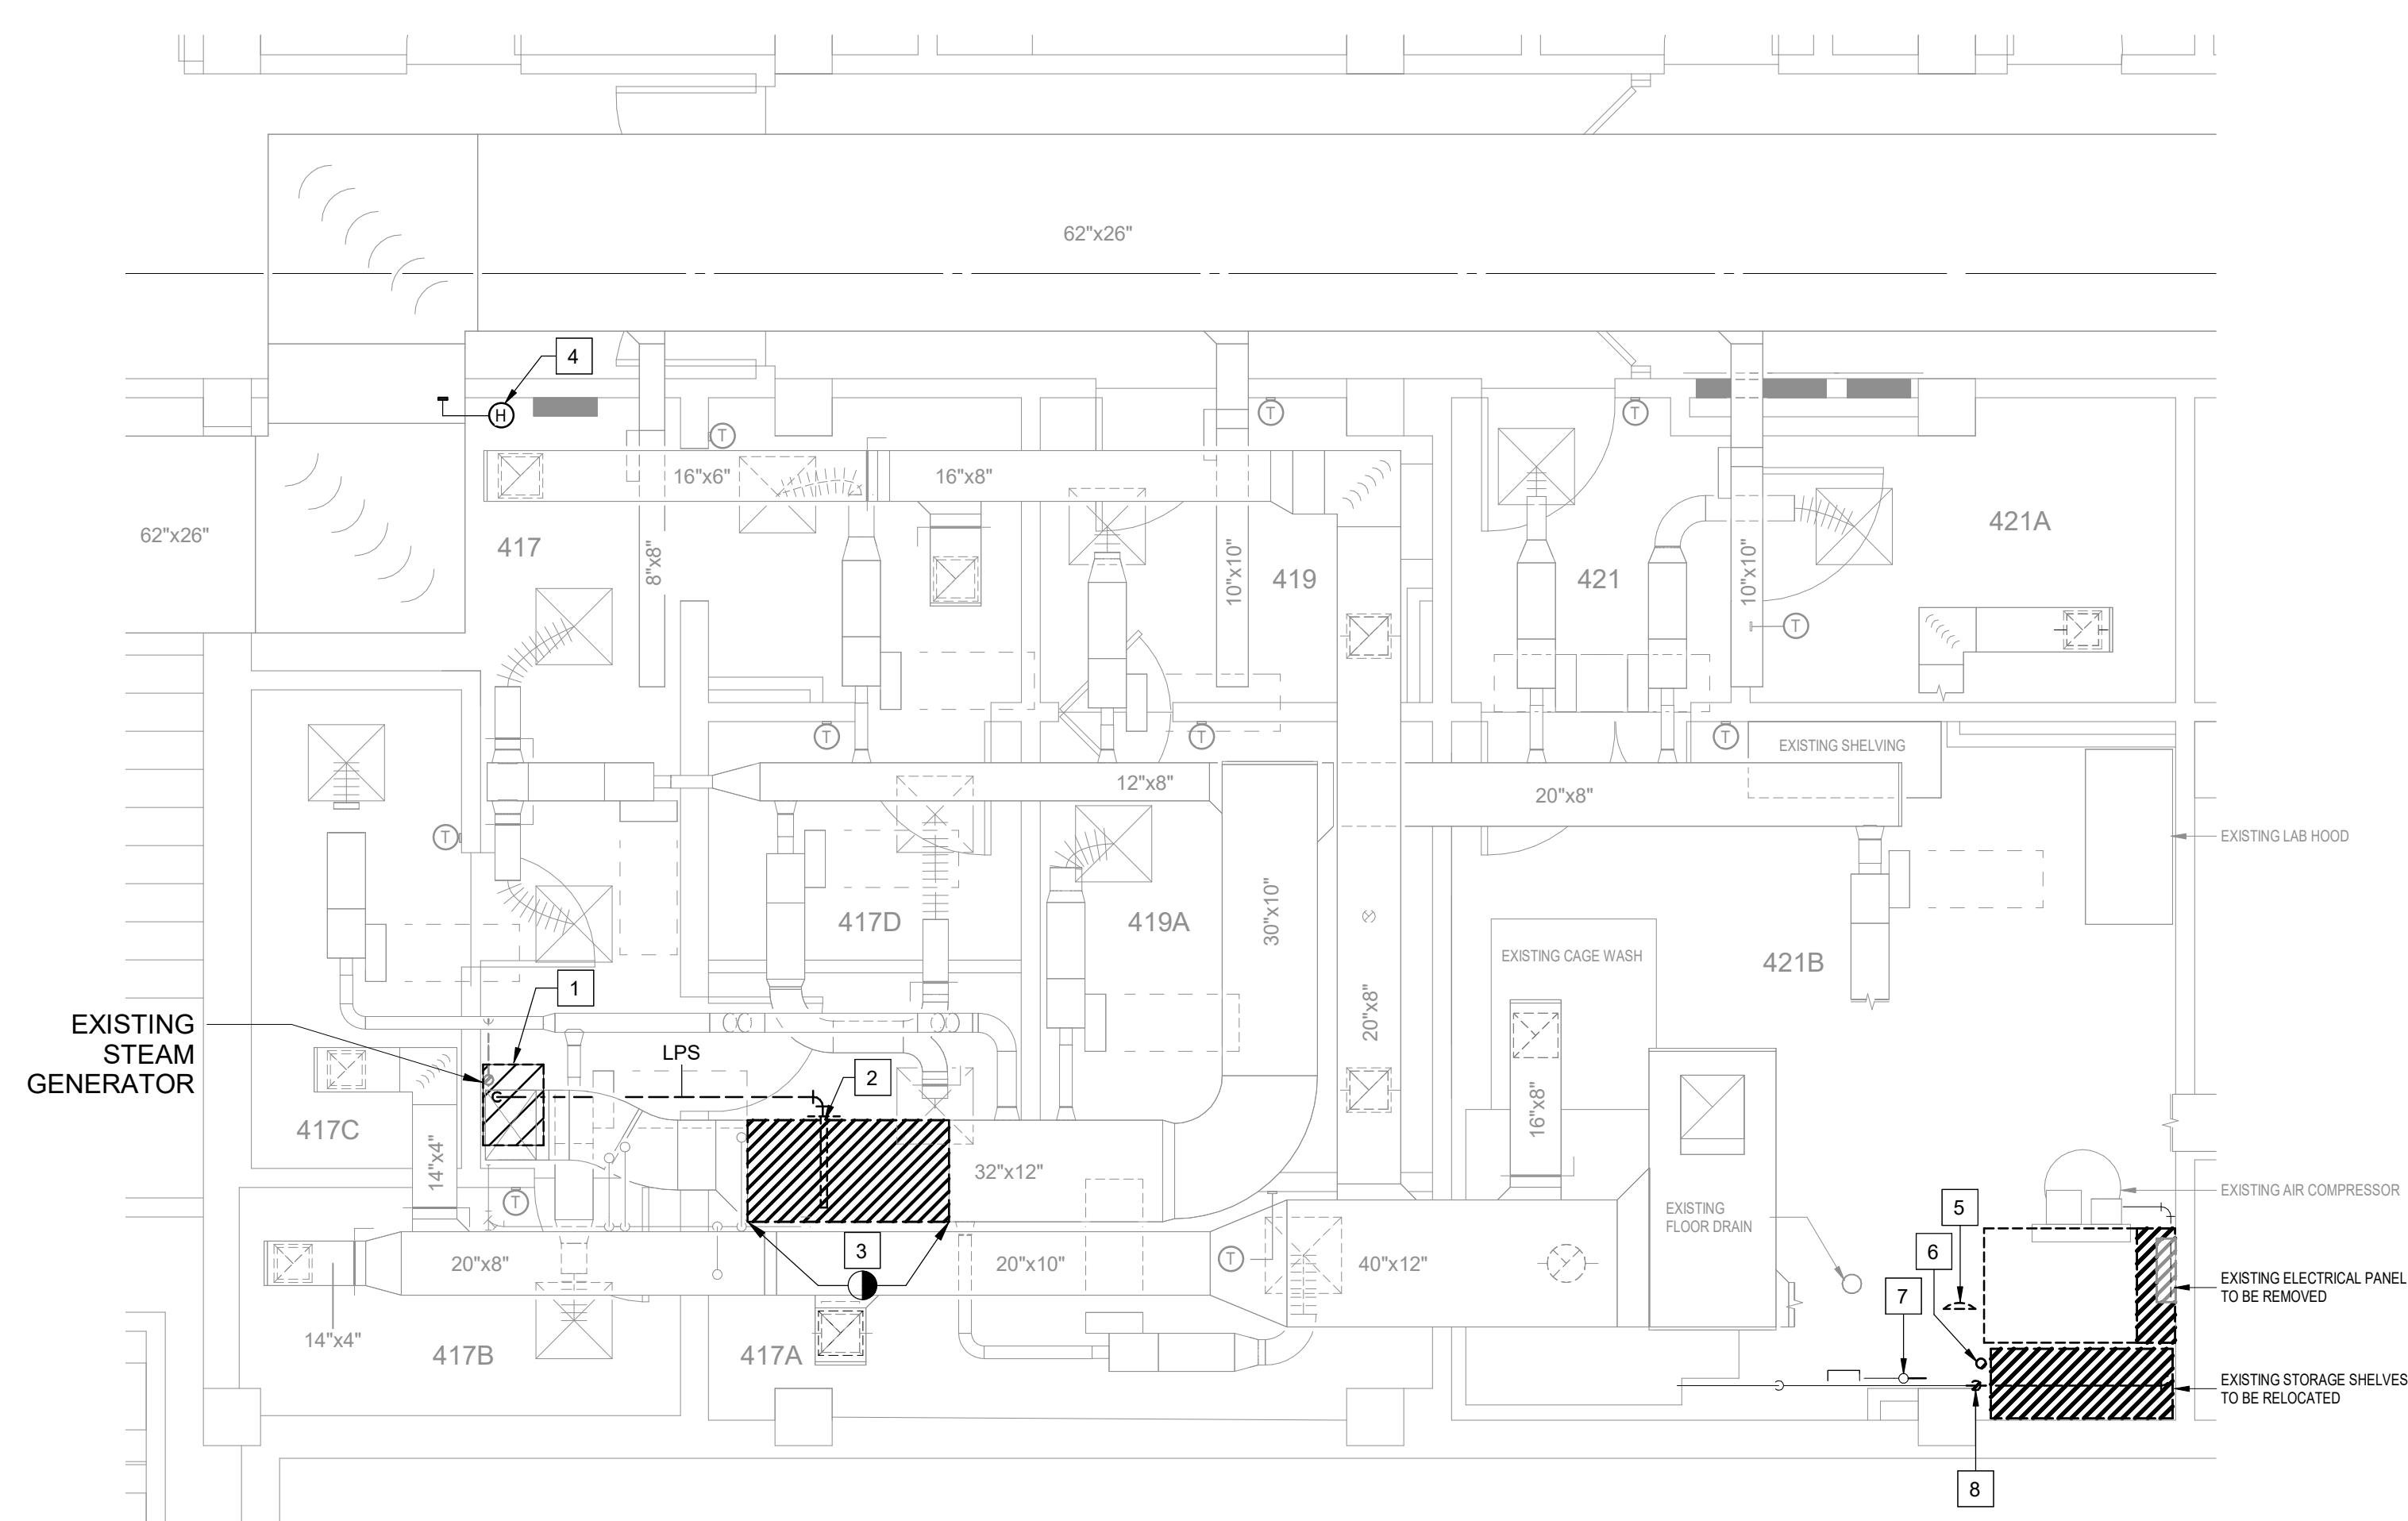 62"x26"
4
H
T
T
T
16"x6"
16"x8"
62"x26"
417
8"x8"
10"x10"
419
421
10"x10"
421A
T
T
T
T
EXISTING SHELVING
12"x8"
20"x8"
T
EXISTING LAB HOOD
417D
419A
30"x10"
EXISTING CAGE WASH
421B
1
EXISTING
STEAM
GENERATOR
LPS
2
20"x8"
417C
14"x4"
16"x8"
32"x12"
T
EXISTING AIR COMPRESSOR
5
EXISTING
FLOOR DRAIN
6
3
20"x8"
20"x10"
T
40"x12"
EXISTING ELECTRICAL PANEL
TO BE REMOVED
7
14"x4"
417B
417A
EXISTING STORAGE SHELVES
TO BE RELOCATED
8